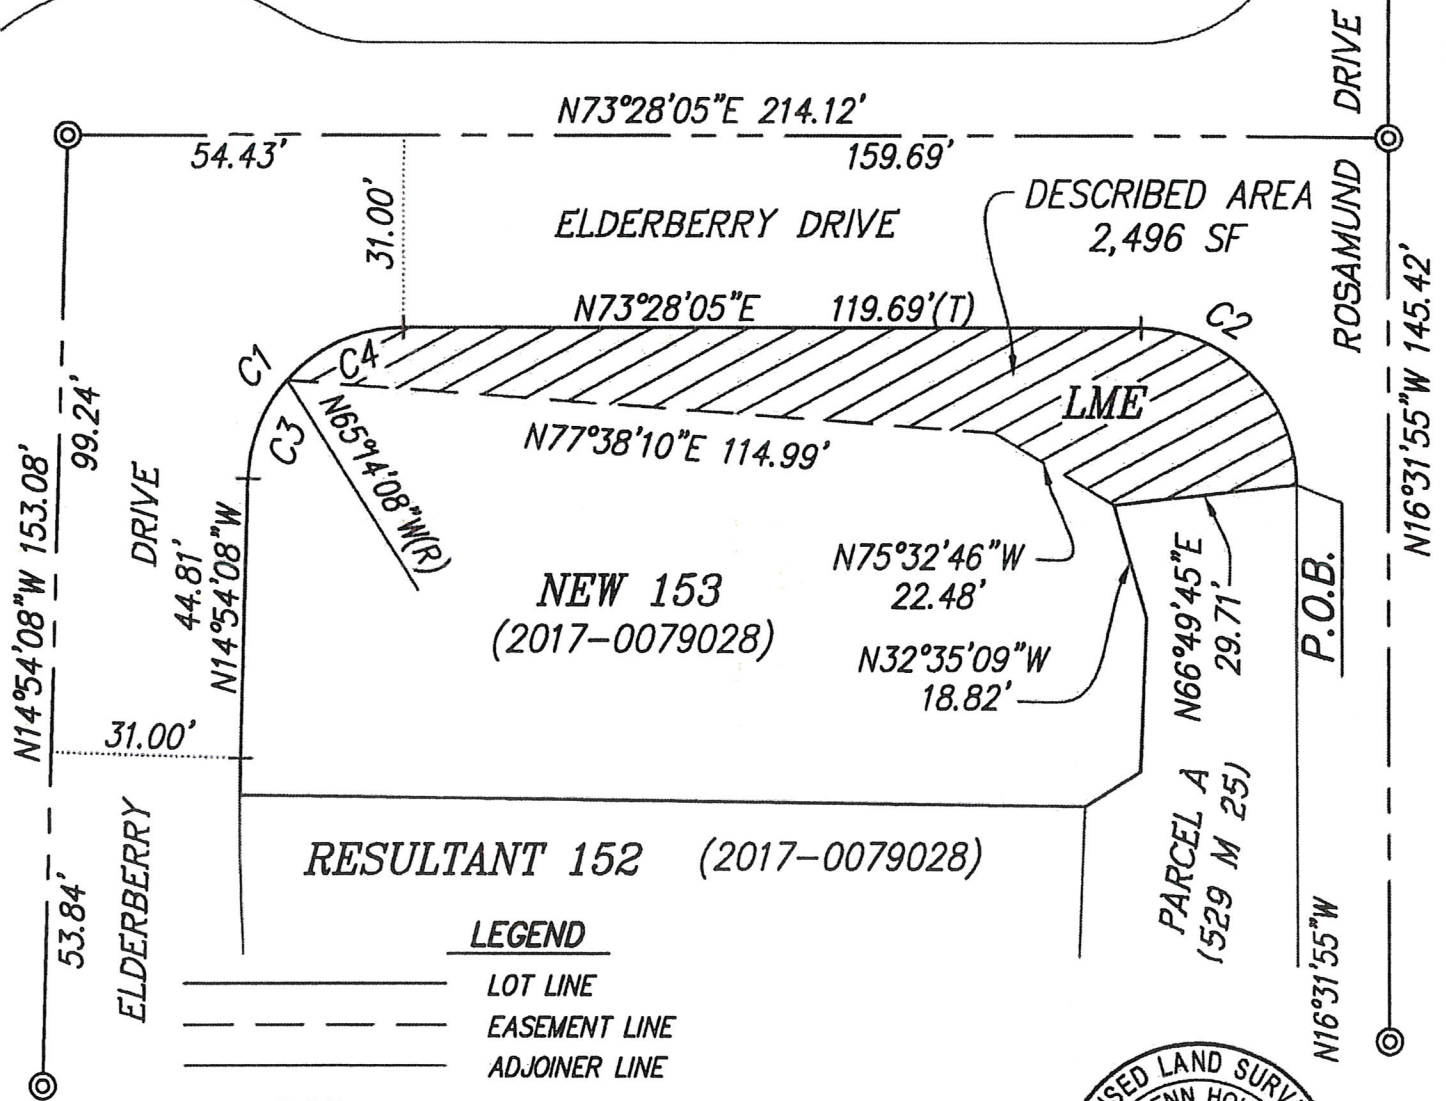 N73°28'05"E 214.12'
54.43'
159.69'
31.00'
ELDERBERRY DRIVE
DESCRIBED AREA
2,496 SF
ROSAMUND DRIVE
N16°31'55"W 145.42'
N73°28'05"E 119.69'(T)
C1
C4
C2
C3
LME
N65°14'08"W(R)
N77°38'10"E 114.99'
N14°54'08"W 153.08'
99.24'
ELDERBERRY DRIVE
44.81'
N14°54'08"W
N75°32'46"W
22.48'
NEW 153
(2017-0079028)
N32°35'09"W
18.82'
N66°49'45"E
29.71'
P.O.B.
31.00'
53.84'
PARCEL A
(529 M 25)
N16°31'55"W
RESULTANT 152 (2017-0079028)
LEGEND
LOT LINE
EASEMENT LINE
ADJOINER LINE
LAND